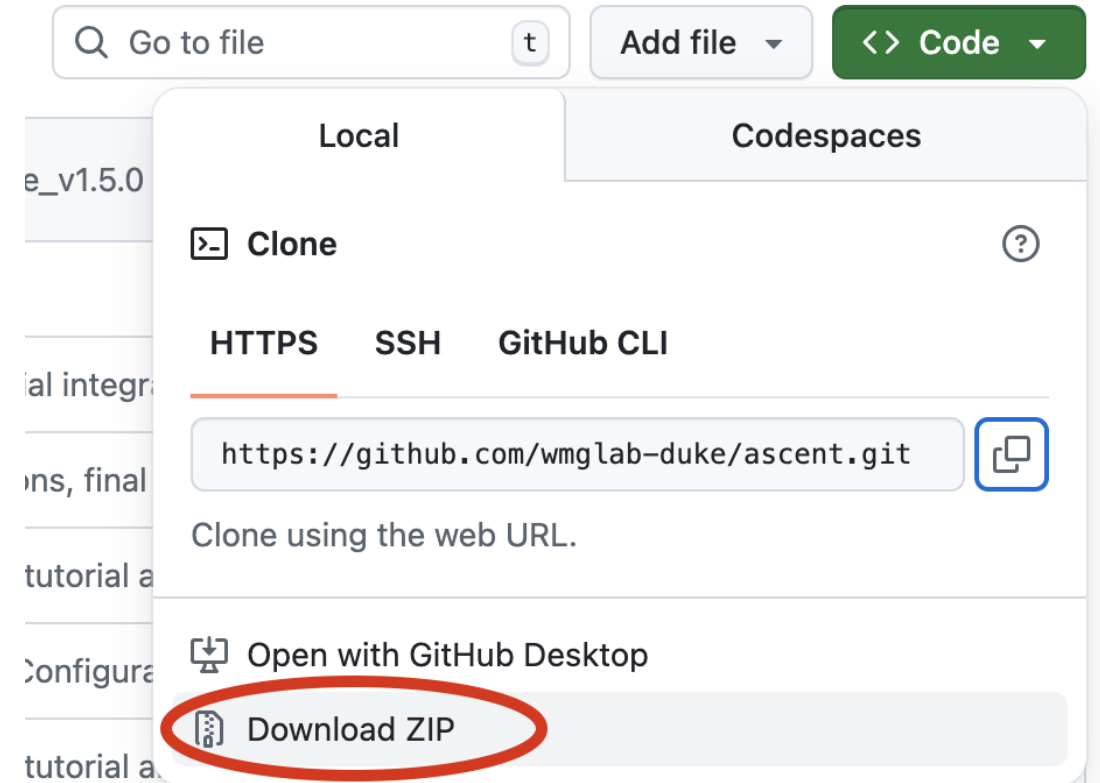 Go to file t Add file <> Code
Local Codespaces
e_v1.5.0
>_ Clone ?
HTTPS SSH GitHub CLI
ial integra
https://github.com/wmglab-duke/ascent.git
ons, final
Clone using the web URL.
tutorial a
Open with GitHub Desktop
Configura
Download ZIP
tutorial a